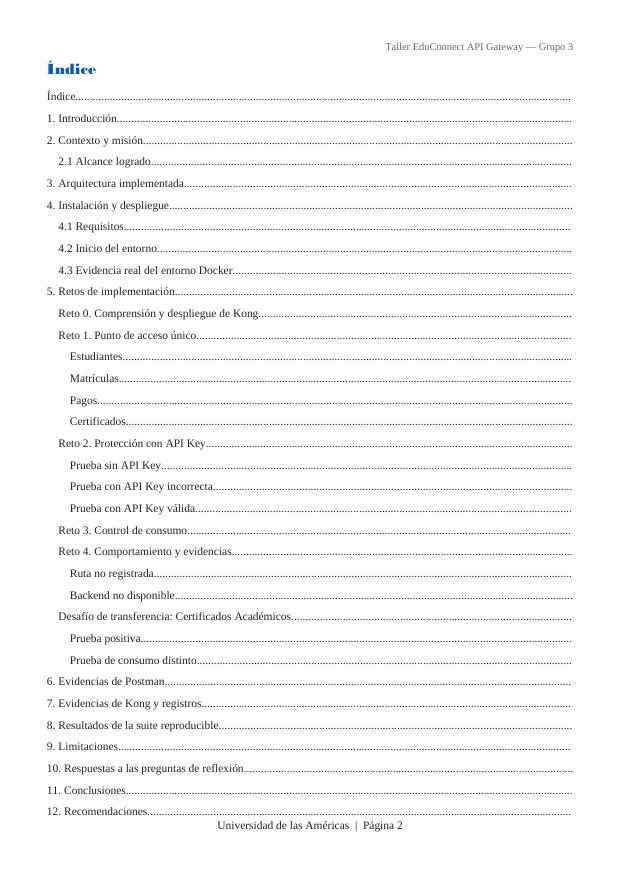 Taller EduConnect API Gateway — Grupo 3
Índice
Índice..........................................................................................
1. Introducción..........................................................................................
2. Contexto y misión..........................................................................................
2.1 Alcance logrado..........................................................................................
3. Arquitectura implementada..........................................................................................
4. Instalación y despliegue..........................................................................................
4.1 Requisitos..........................................................................................
4.2 Inicio del entorno..........................................................................................
4.3 Evidencia real del entorno Docker..........................................................................................
5. Retos de implementación..........................................................................................
Reto 0. Comprensión y despliegue de Kong..........................................................................................
Reto 1. Punto de acceso único..........................................................................................
Estudiantes..........................................................................................
Matrículas..........................................................................................
Pagos..........................................................................................
Certificados..........................................................................................
Reto 2. Protección con API Key..........................................................................................
Prueba sin API Key..........................................................................................
Prueba con API Key incorrecta..........................................................................................
Prueba con API Key válida..........................................................................................
Reto 3. Control de consumo..........................................................................................
Reto 4. Comportamiento y evidencias..........................................................................................
Ruta no registrada..........................................................................................
Backend no disponible..........................................................................................
Desafío de transferencia: Certificados Académicos..........................................................................................
Prueba positiva..........................................................................................
Prueba de consumo distinto..........................................................................................
6. Evidencias de Postman..........................................................................................
7. Evidencias de Kong y registros..........................................................................................
8. Resultados de la suite reproducible..........................................................................................
9. Limitaciones..........................................................................................
10. Respuestas a las preguntas de reflexión..........................................................................................
11. Conclusiones..........................................................................................
12. Recomendaciones..........................................................................................
Universidad de las Américas | Página 2